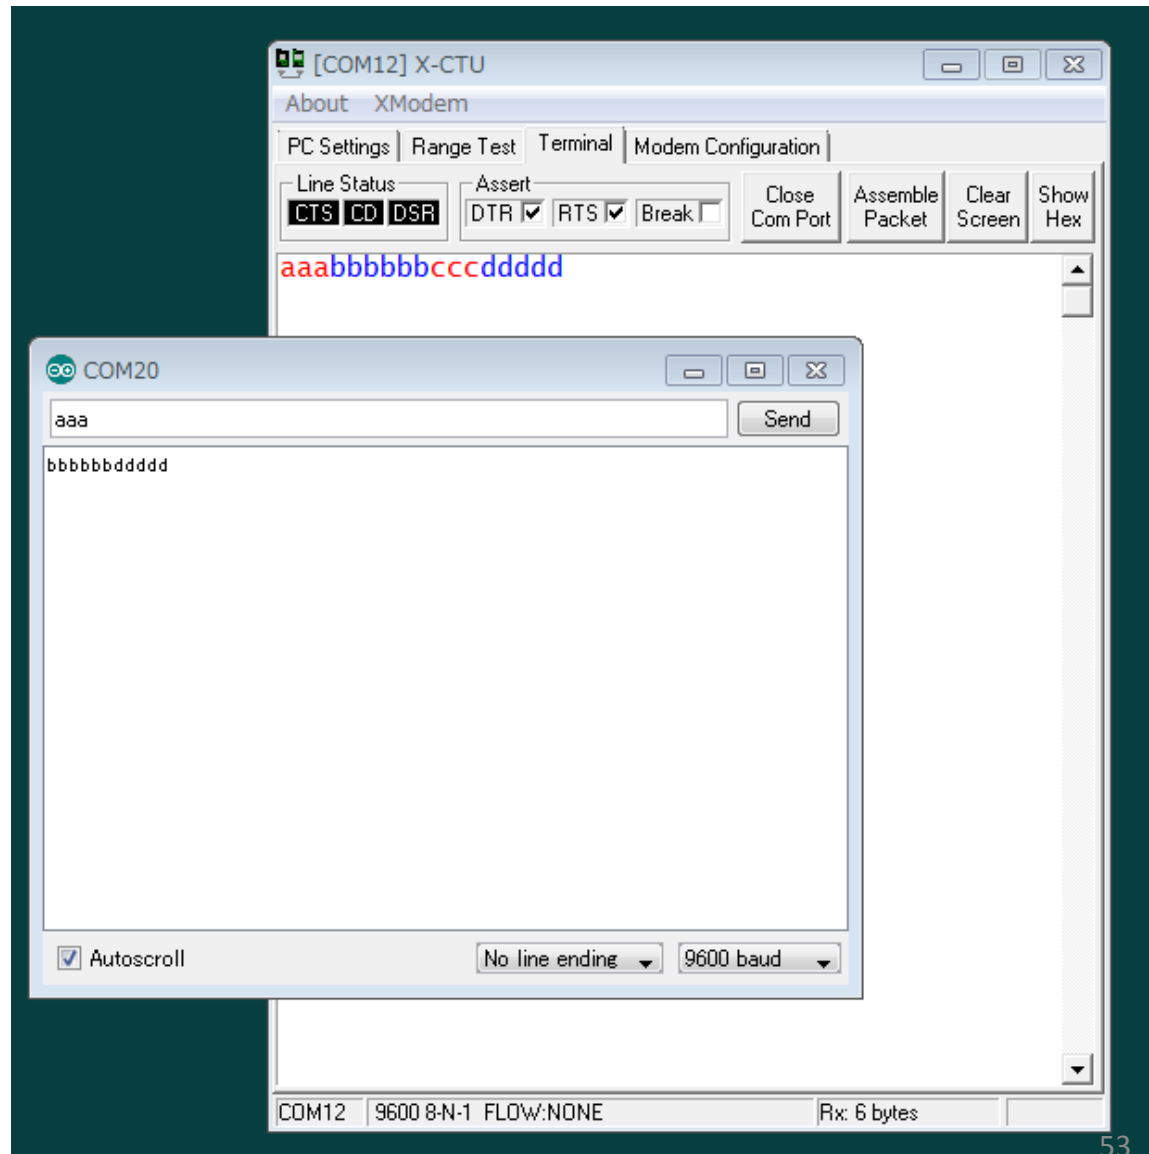 [COM12] X-CTU
About XModem
PC Settings Range Test Terminal Modem Configuration
Line Status Assert
CTS CD DSR DTR RTS Break
Close Com Port
Assemble Packet
Clear Screen
Show Hex
aaabbbbbbcccddddd
COM20
aaa
Send
bbbbbbddddd
Autoscroll No line ending 9600 baud
COM12 9600 8-N-1 FLOW:NONE Rx: 6 bytes
53